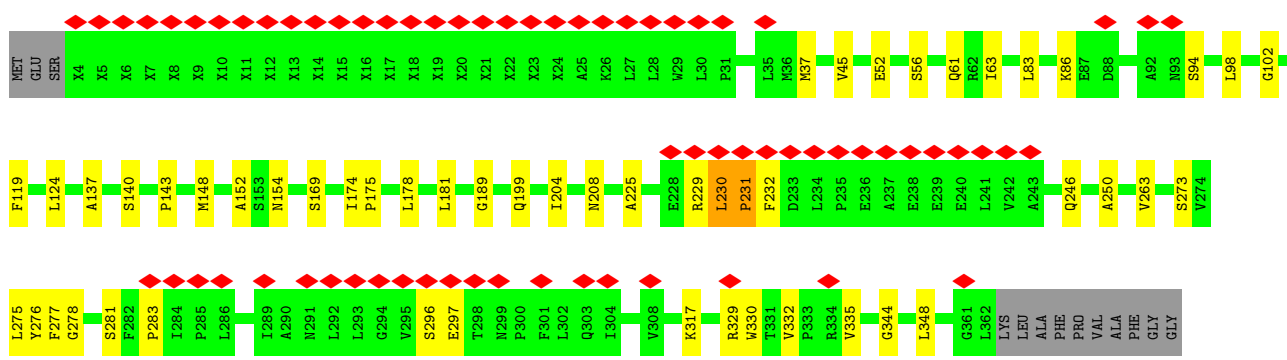 MET GLU SER X4 X5 X6 X7 X8 X9 X10 X11 X12 X13 X14 X15 X16 X17 X18 X19 X20 X21 X22 X23 X24 A25 K26 L27 L28 W29 L30 P31 L35 M36 M37 V45 E52 S56 Q61 R62 I63 L83 K86 E87 D88 A92 N93 S94 L98 G102
F119 L124 A137 S140 P143 M148 A152 S153 N154 S169 I174 P175 L178 L181 G189 Q199 I204 N208 A225 E228 R229 L230 P231 F232 D233 L234 P235 E236 A237 E238 E239 E240 L241 V242 A243 Q246 A250 V263 S273 V274
L275 Y276 F277 G278 S281 F282 P283 I284 P285 L286 I289 A290 N291 L292 L293 G294 V295 S296 E297 T298 N299 P300 F301 L302 Q303 I304 V308 K317 R329 W330 T331 V332 P333 R334 V335 G344 L348 G361 L362 LYS LEU ALA PHE PRO VAL ALA PHE GLY GLY